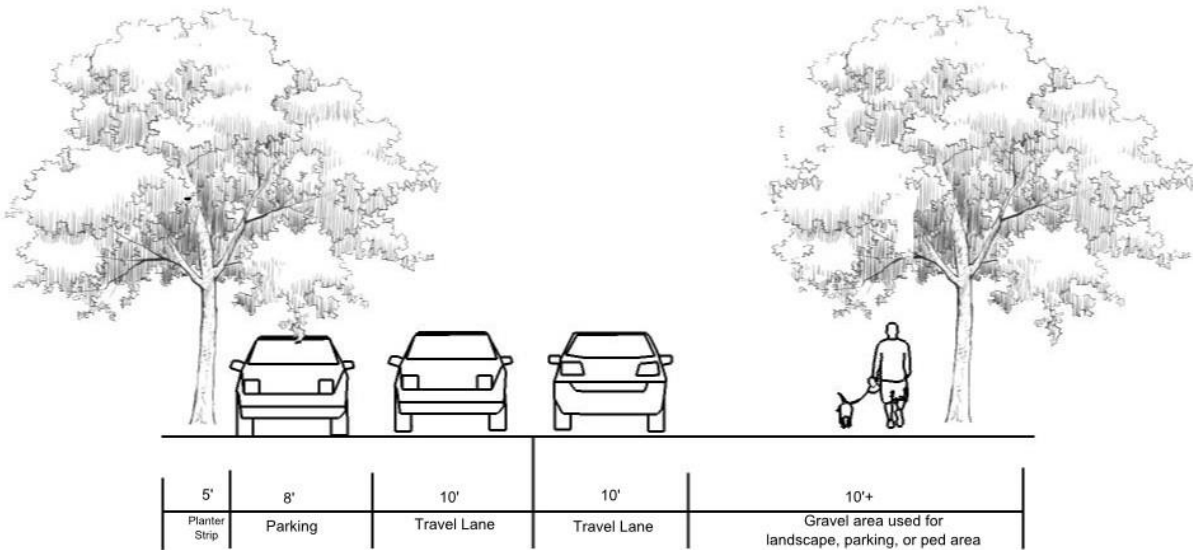 5' 8' 10' 10' 10'+
Planter
Strip
Parking
Travel Lane
Travel Lane
Gravel area used for
landscape, parking, or ped area